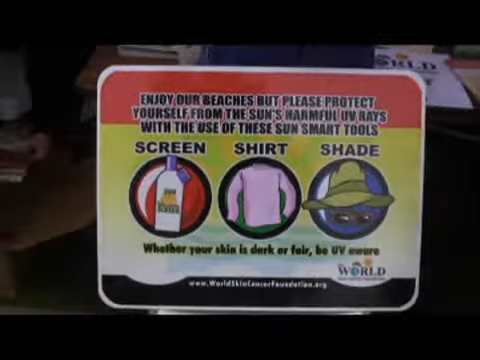 ENJOY OUR BEACHES BUT PLEASE PROTECT
YOURSELF FROM THE SUN'S HARMFUL UV RAYS
WITH THE USE OF THESE SUN SMART TOOLS
SCREEN SHIRT SHADE
SUN
SCREEN
Whether your skin is dark or fair, be UV aware
WORLD
www.WorldSkinCancerFoundation.org